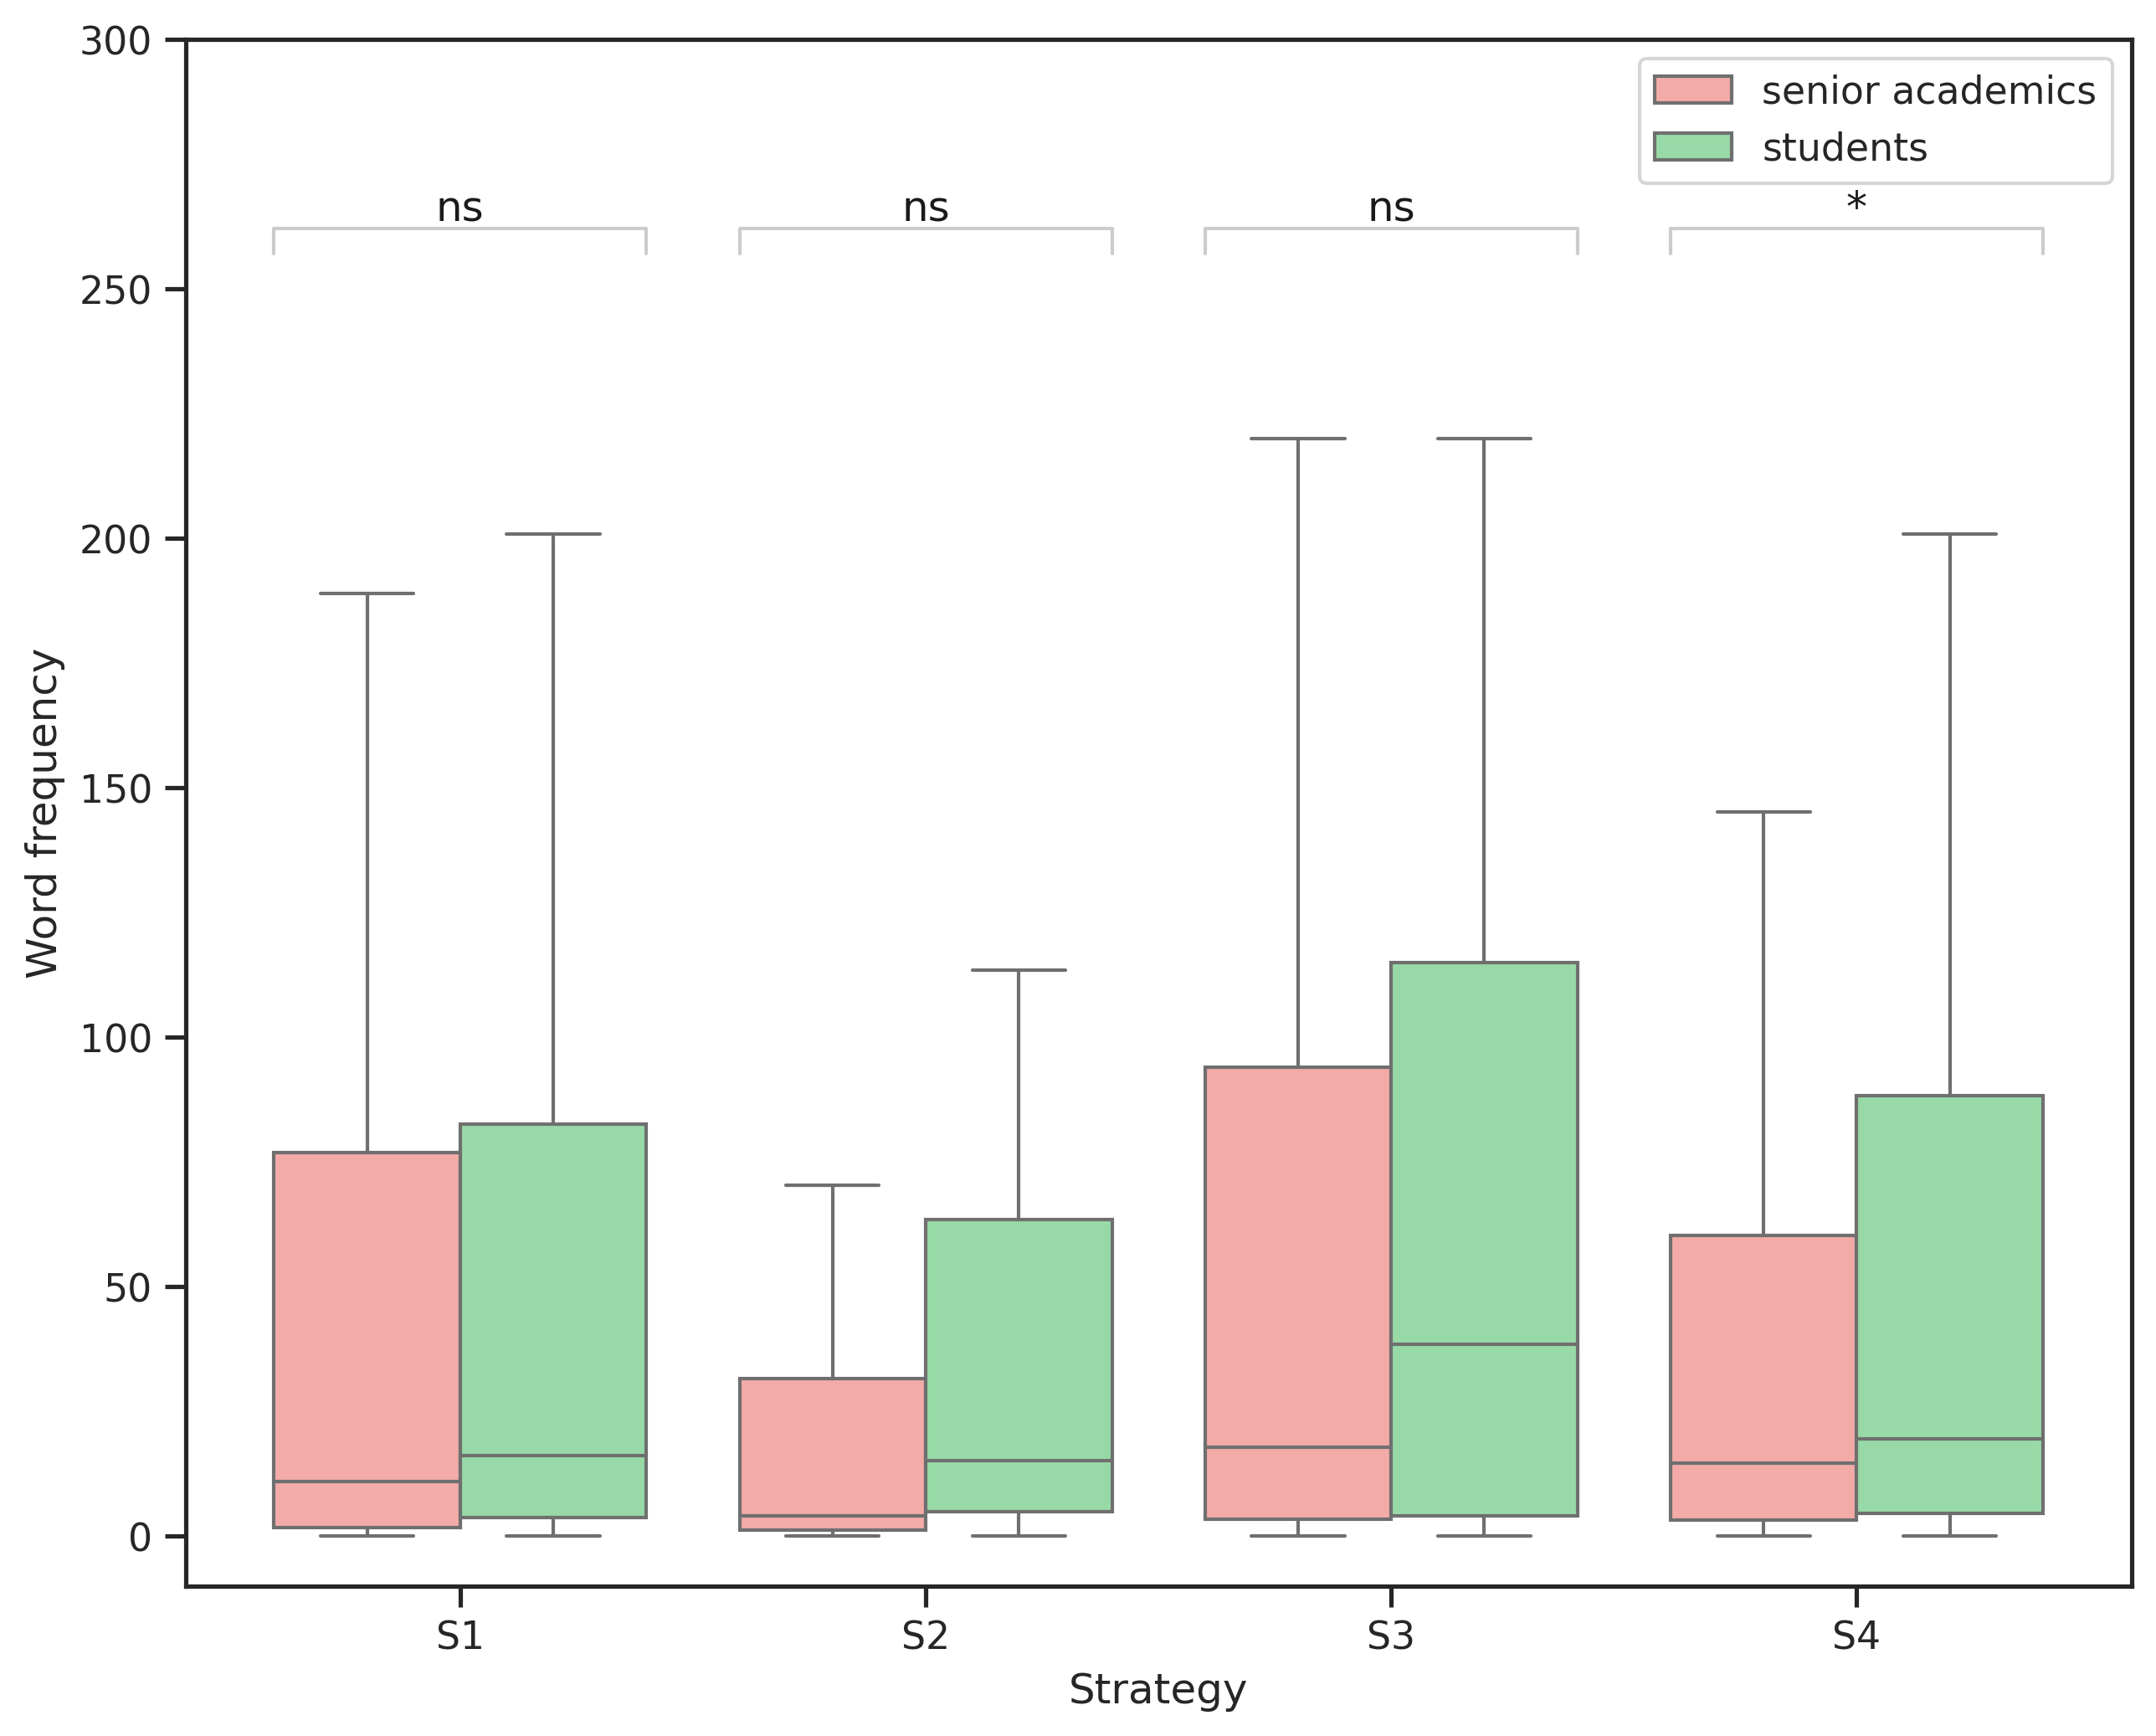 300
senior academics
students
ns
ns
ns
*
250
200
150
100
50
0
Word frequency
S1
S2
S3
S4
Strategy